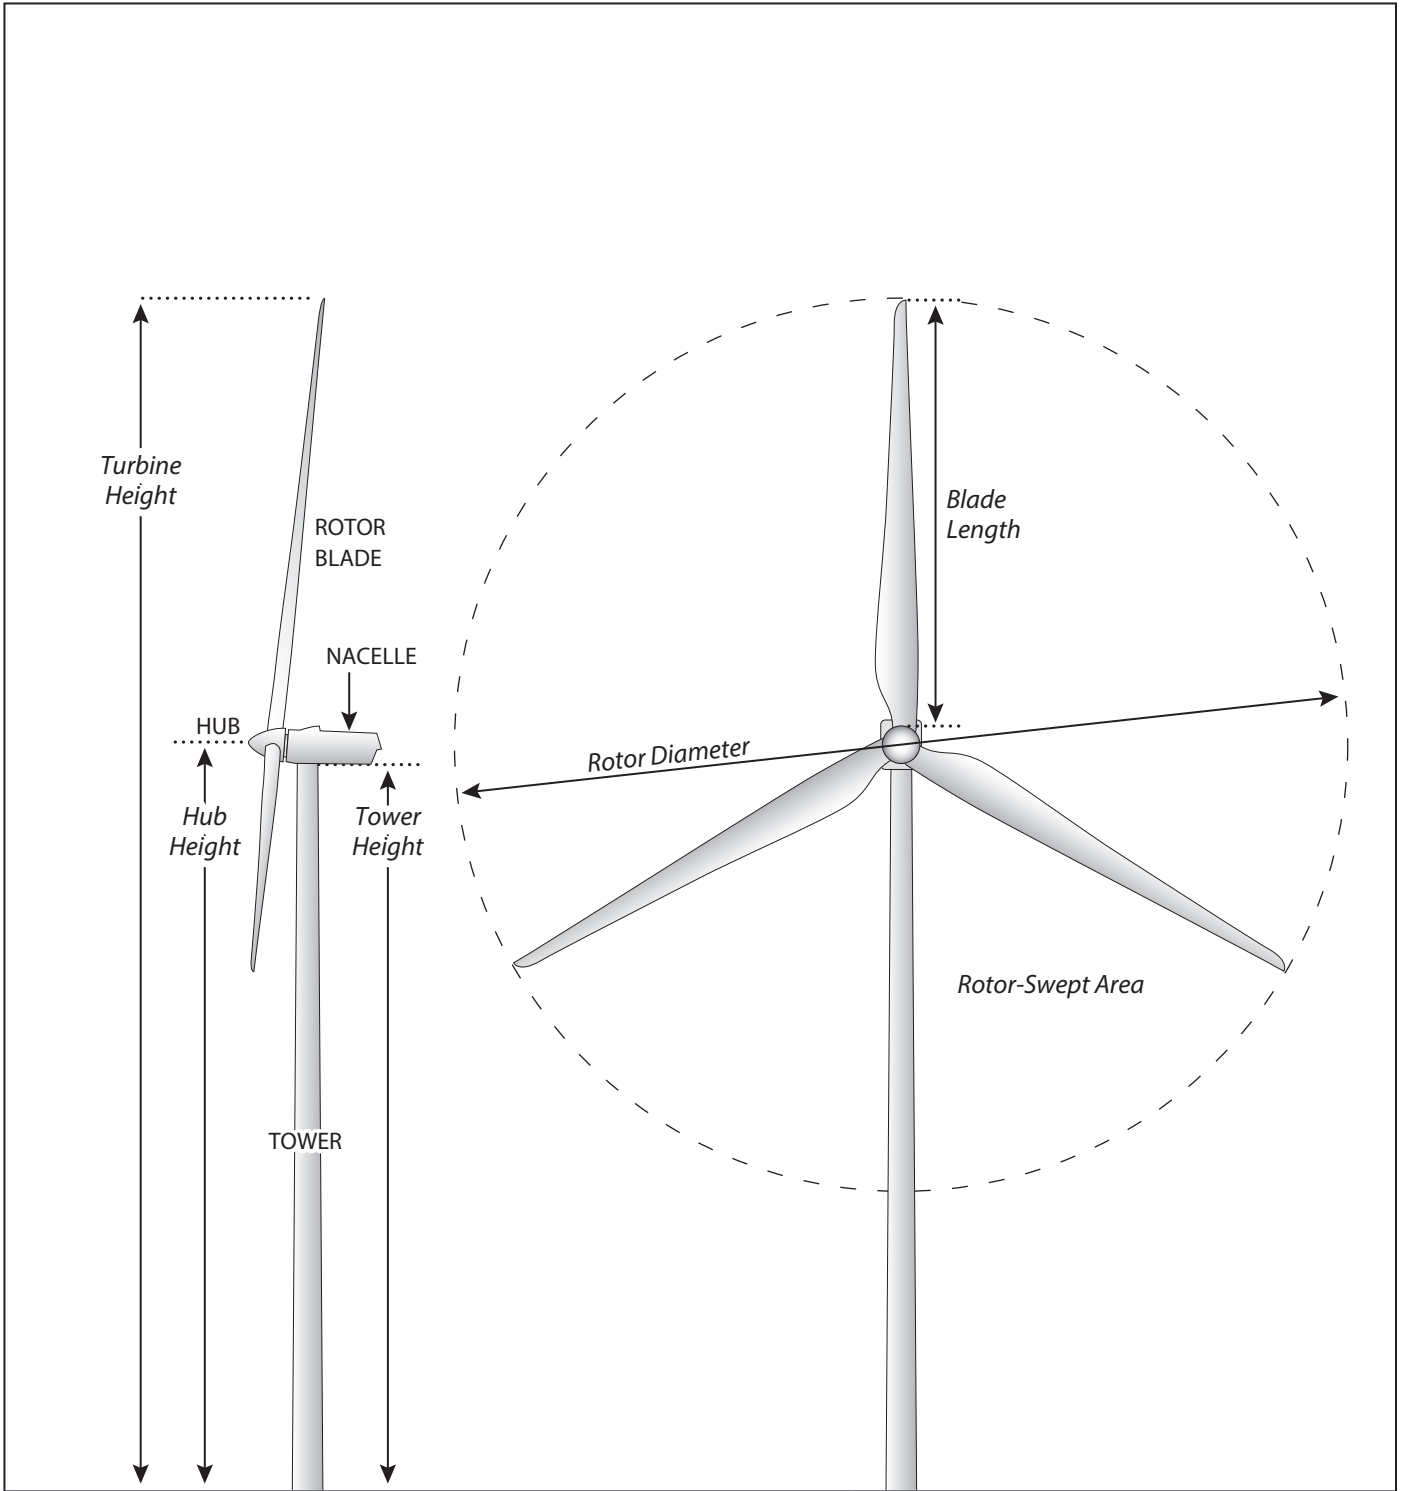 Turbine
Height
ROTOR
BLADE
NACELLE
HUB
Hub
Height
Tower
Height
TOWER
Blade
Length
Rotor Diameter
Rotor-Swept Area